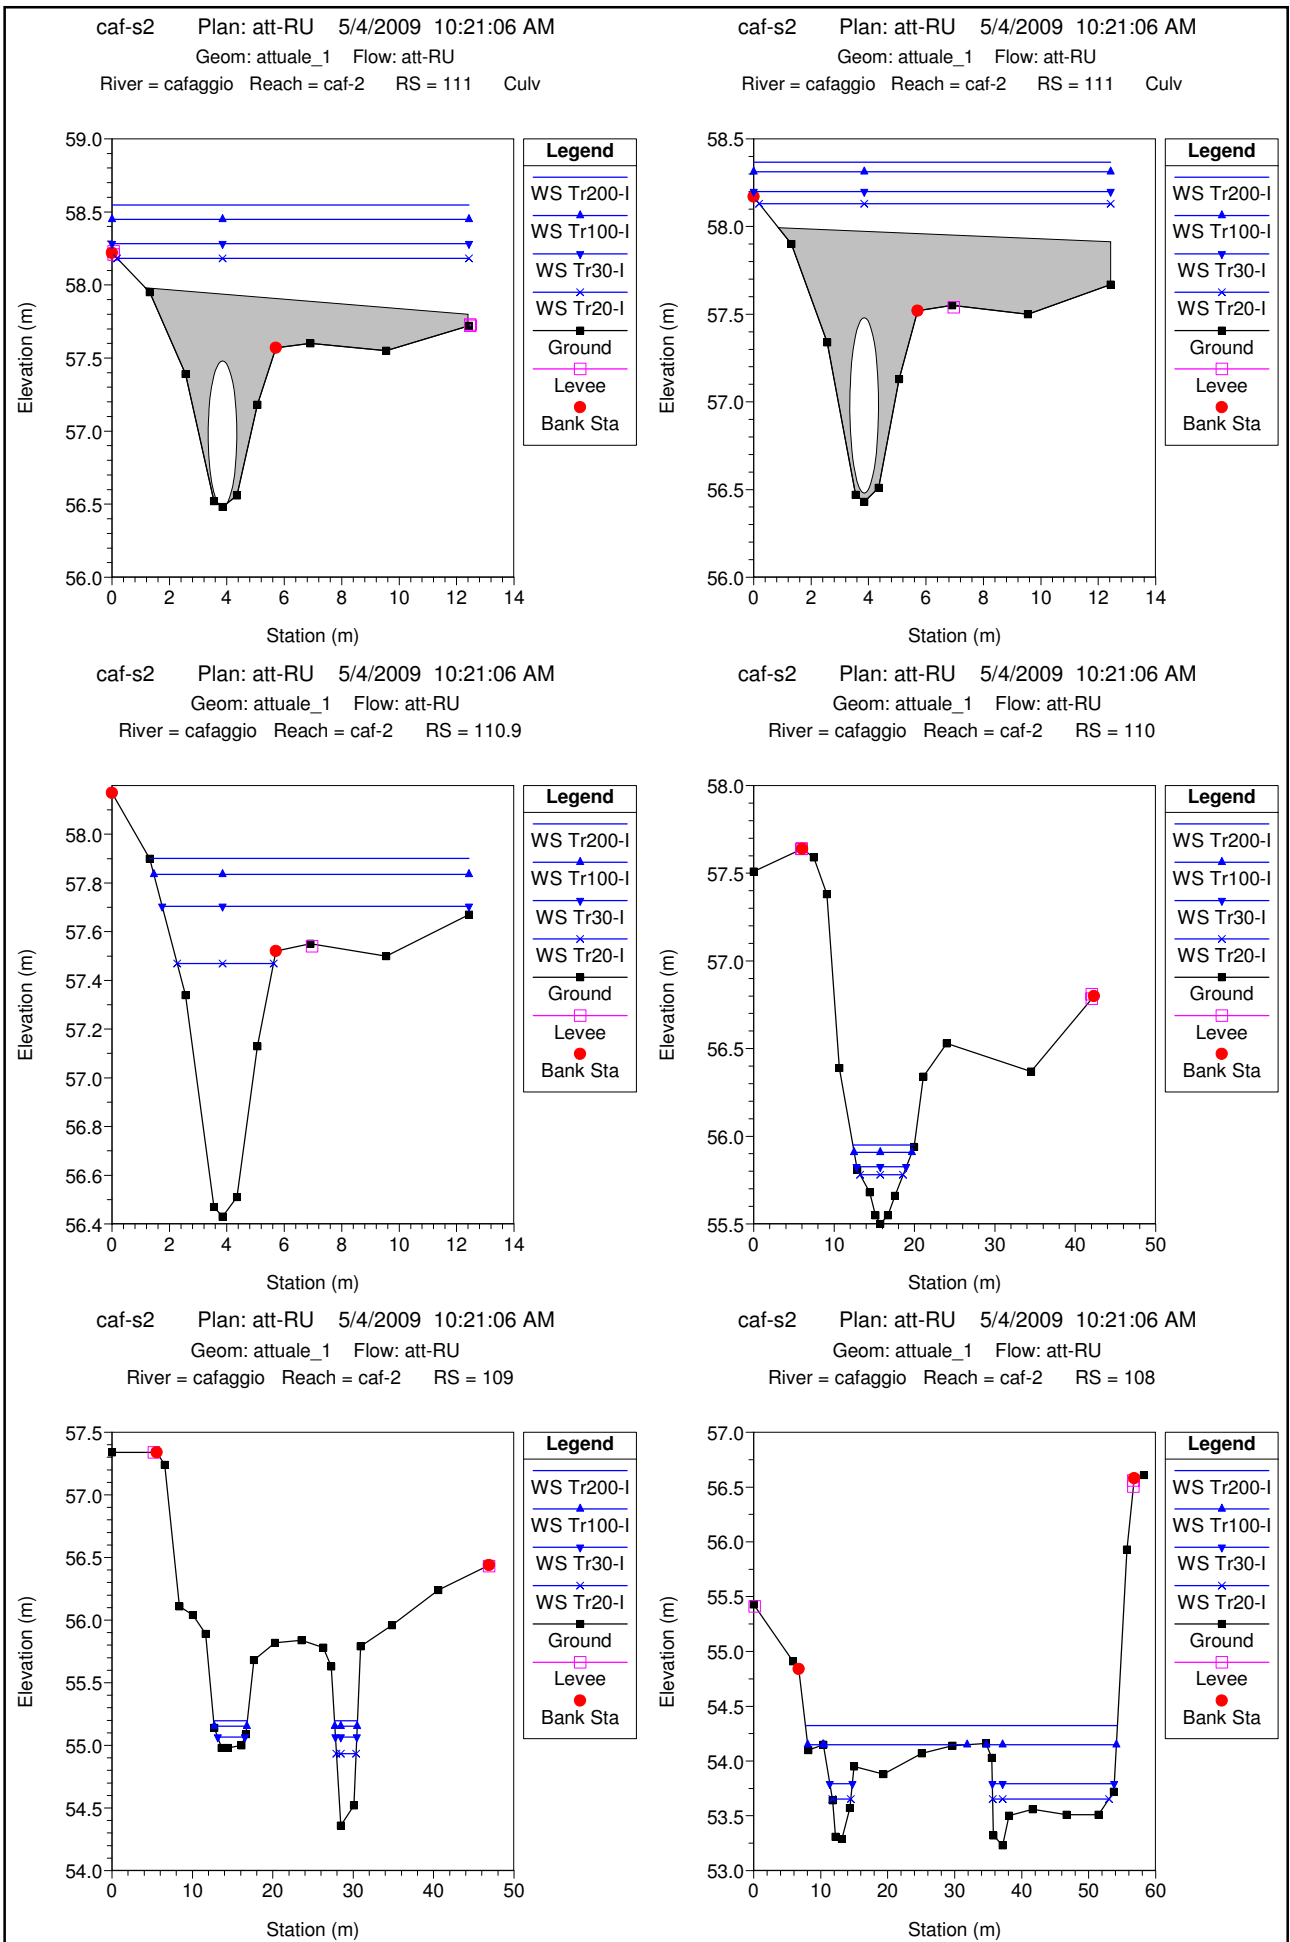 caf-s2 Plan: att-RU 5/4/2009 10:21:06 AM
Geom: attuale_1 Flow: att-RU
River = cafaggio Reach = caf-2 RS = 111 Culv
59.0
58.5
58.0
57.5
57.0
56.5
56.0
Elevation (m)
0 2 4 6 8 10 12 14
Station (m)
Legend
WS Tr200-I
WS Tr100-I
WS Tr30-I
WS Tr20-I
Ground
Levee
Bank Sta
caf-s2 Plan: att-RU 5/4/2009 10:21:06 AM
Geom: attuale_1 Flow: att-RU
River = cafaggio Reach = caf-2 RS = 111 Culv
58.5
58.0
57.5
57.0
56.5
56.0
Elevation (m)
0 2 4 6 8 10 12 14
Station (m)
Legend
WS Tr200-I
WS Tr100-I
WS Tr30-I
WS Tr20-I
Ground
Levee
Bank Sta
caf-s2 Plan: att-RU 5/4/2009 10:21:06 AM
Geom: attuale_1 Flow: att-RU
River = cafaggio Reach = caf-2 RS = 110.9
58.0
57.8
57.6
57.4
57.2
57.0
56.8
56.6
56.4
Elevation (m)
0 2 4 6 8 10 12 14
Station (m)
Legend
WS Tr200-I
WS Tr100-I
WS Tr30-I
WS Tr20-I
Ground
Levee
Bank Sta
caf-s2 Plan: att-RU 5/4/2009 10:21:06 AM
Geom: attuale_1 Flow: att-RU
River = cafaggio Reach = caf-2 RS = 110
58.0
57.5
57.0
56.5
56.0
55.5
Elevation (m)
0 10 20 30 40 50
Station (m)
Legend
WS Tr200-I
WS Tr100-I
WS Tr30-I
WS Tr20-I
Ground
Levee
Bank Sta
caf-s2 Plan: att-RU 5/4/2009 10:21:06 AM
Geom: attuale_1 Flow: att-RU
River = cafaggio Reach = caf-2 RS = 109
57.5
57.0
56.5
56.0
55.5
55.0
54.5
54.0
Elevation (m)
0 10 20 30 40 50
Station (m)
Legend
WS Tr200-I
WS Tr100-I
WS Tr30-I
WS Tr20-I
Ground
Levee
Bank Sta
caf-s2 Plan: att-RU 5/4/2009 10:21:06 AM
Geom: attuale_1 Flow: att-RU
River = cafaggio Reach = caf-2 RS = 108
57.0
56.5
56.0
55.5
55.0
54.5
54.0
53.5
53.0
Elevation (m)
0 10 20 30 40 50 60
Station (m)
Legend
WS Tr200-I
WS Tr100-I
WS Tr30-I
WS Tr20-I
Ground
Levee
Bank Sta